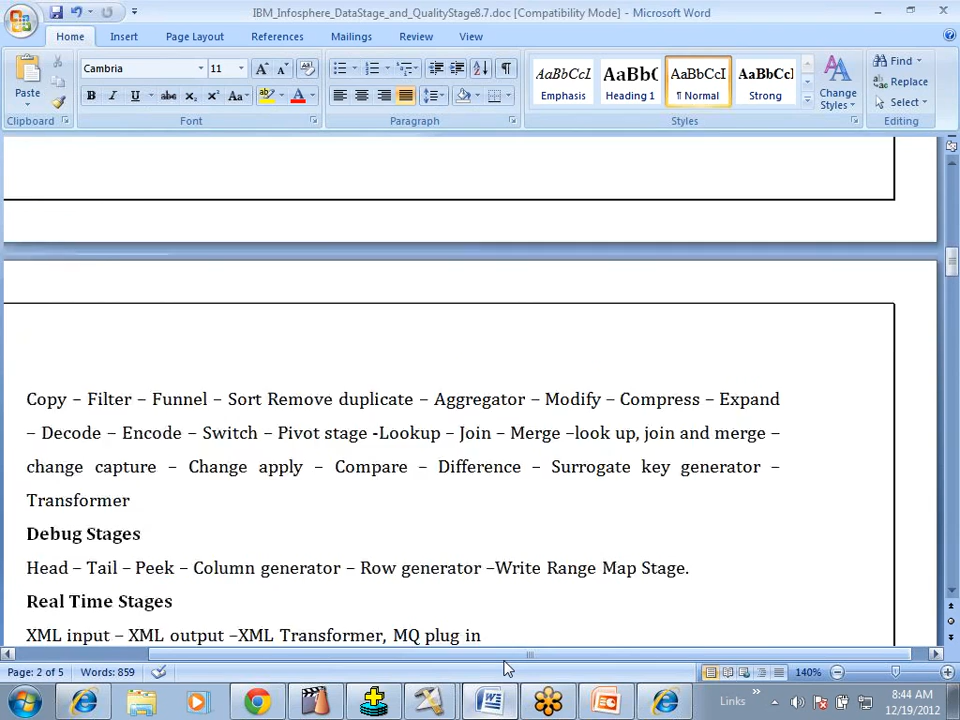 IBM_Infosphere_DataStage_and_QualityStage8.7.doc [Compatibility Mode] - Microsoft Word
Home Insert Page Layout References Mailings Review View
Cambria 11 AaBbCcI AaBbC AaBbCcI AaBbCc Find
Replace
Paste B I U abc x₂ x² Aa A Emphasis Heading 1 ¶ Normal Strong Change Styles Select
Clipboard Font Paragraph Styles Editing
Copy – Filter – Funnel – Sort Remove duplicate – Aggregator – Modify – Compress – Expand
– Decode – Encode – Switch – Pivot stage -Lookup – Join – Merge –look up, join and merge –
change capture – Change apply – Compare – Difference – Surrogate key generator –
Transformer
Debug Stages
Head – Tail – Peek – Column generator – Row generator –Write Range Map Stage.
Real Time Stages
XML input – XML output –XML Transformer, MQ plug in
Page: 2 of 5 Words: 859 140%
Links » 8:44 AM
12/19/2012